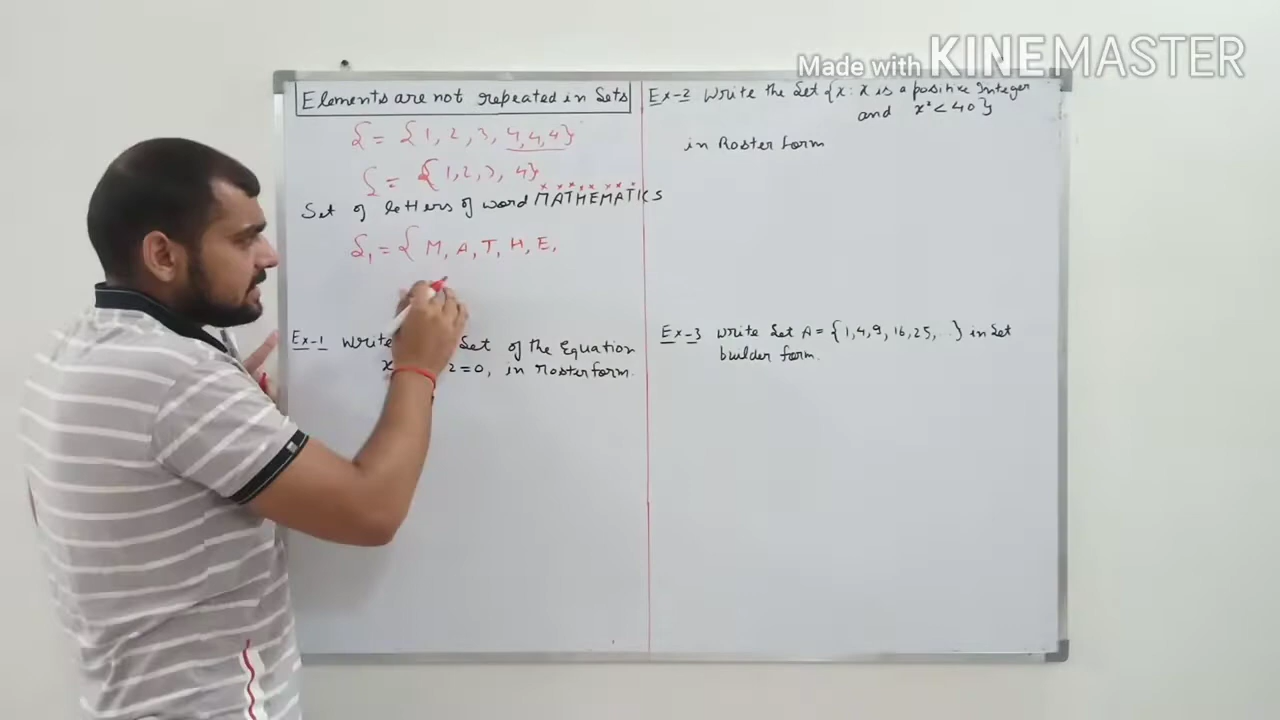 Made with KINEMASTER
Elements are not repeated in Sets
S = {1, 2, 3, 4, 4, 4}
S = {1, 2, 3, 4}
Set of letters of word MATHEMATICS
S₁ = { M, A, T, H, E,
Ex-1 Write Set of the Equation
x 2 = 0, in Roster form.
Ex-2 Write the Set {x : x is a positive Integer
and x² < 40}
in Roster form
Ex-3 Write Set A = {1, 4, 9, 16, 25, ...} in Set
builder form.